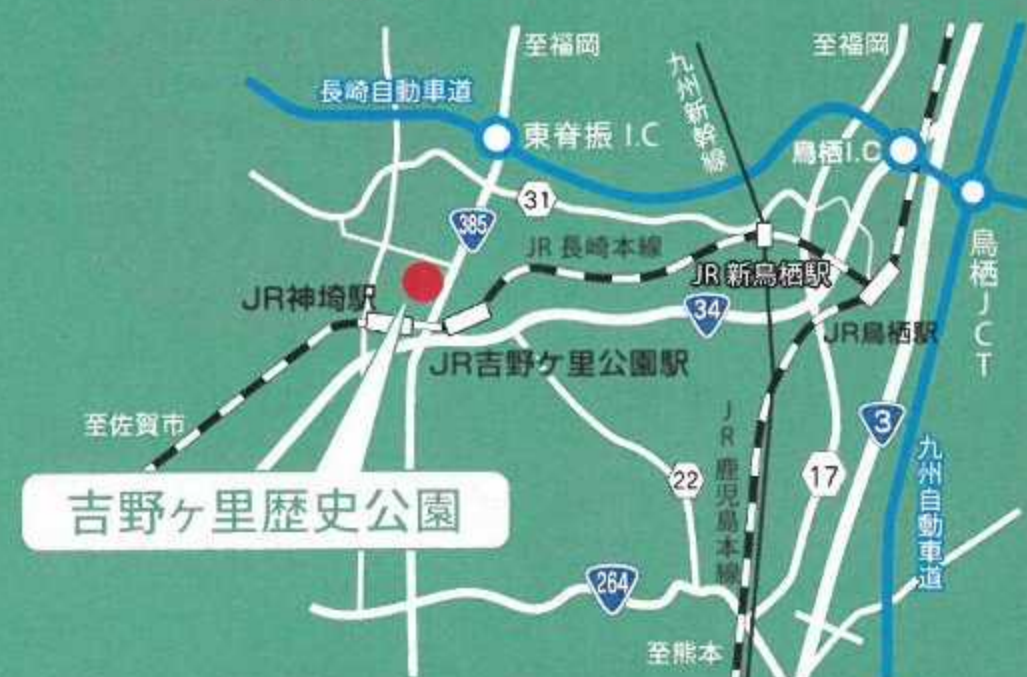 至福岡
至福岡
九州新幹線
長崎自動車道
東脊振 I.C
鳥栖I.C
31
385
JR 長崎本線
鳥栖JCT
JR 新鳥栖駅
JR神埼駅
34
JR鳥栖駅
JR吉野ヶ里公園駅
至佐賀市
3
JR鹿児島本線
九州自動車道
22
17
吉野ヶ里歴史公園
264
至熊本